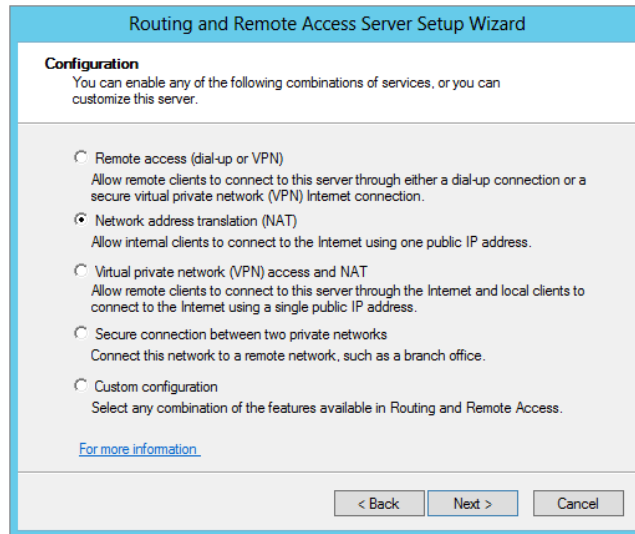 Routing and Remote Access Server Setup Wizard
Configuration
You can enable any of the following combinations of services, or you can
customize this server.
Remote access (dial-up or VPN)
Allow remote clients to connect to this server through either a dial-up connection or a
secure virtual private network (VPN) Internet connection.
Network address translation (NAT)
Allow internal clients to connect to the Internet using one public IP address.
Virtual private network (VPN) access and NAT
Allow remote clients to connect to this server through the Internet and local clients to
connect to the Internet using a single public IP address.
Secure connection between two private networks
Connect this network to a remote network, such as a branch office.
Custom configuration
Select any combination of the features available in Routing and Remote Access.
For more information
< Back Next > Cancel